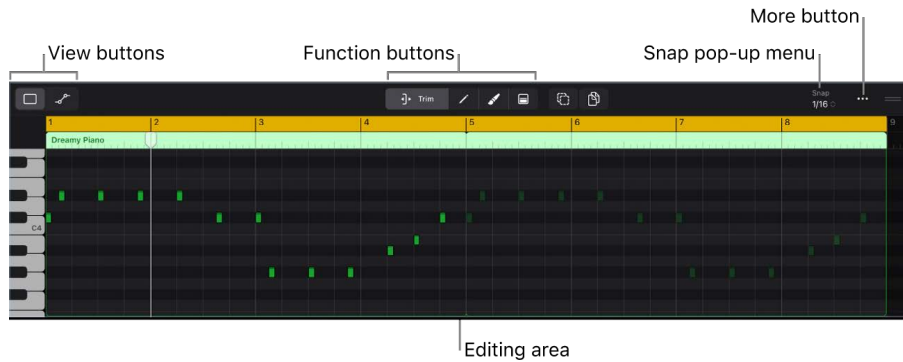 More button
View buttons
Function buttons
Snap pop-up menu
Trim
Snap
1/16
1 2 3 4 5 6 7 8 9
Dreamy Piano
C4
Editing area